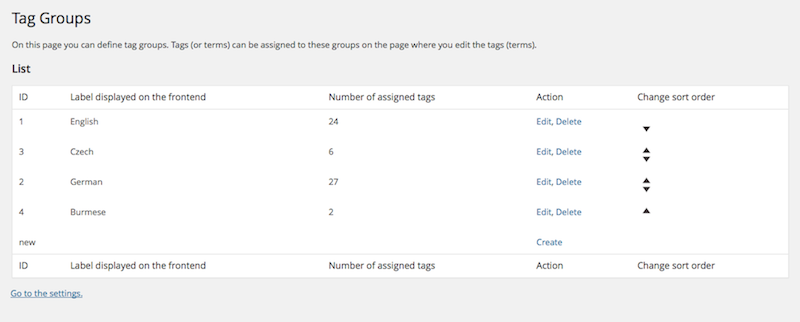 Tag Groups
On this page you can define tag groups. Tags (or terms) can be assigned to these groups on the page where you edit the tags (terms).
List
ID Label displayed on the frontend Number of assigned tags Action Change sort order
1 English 24 Edit, Delete
3 Czech 6 Edit, Delete
2 German 27 Edit, Delete
4 Burmese 2 Edit, Delete
new Create
ID Label displayed on the frontend Number of assigned tags Action Change sort order
Go to the settings.